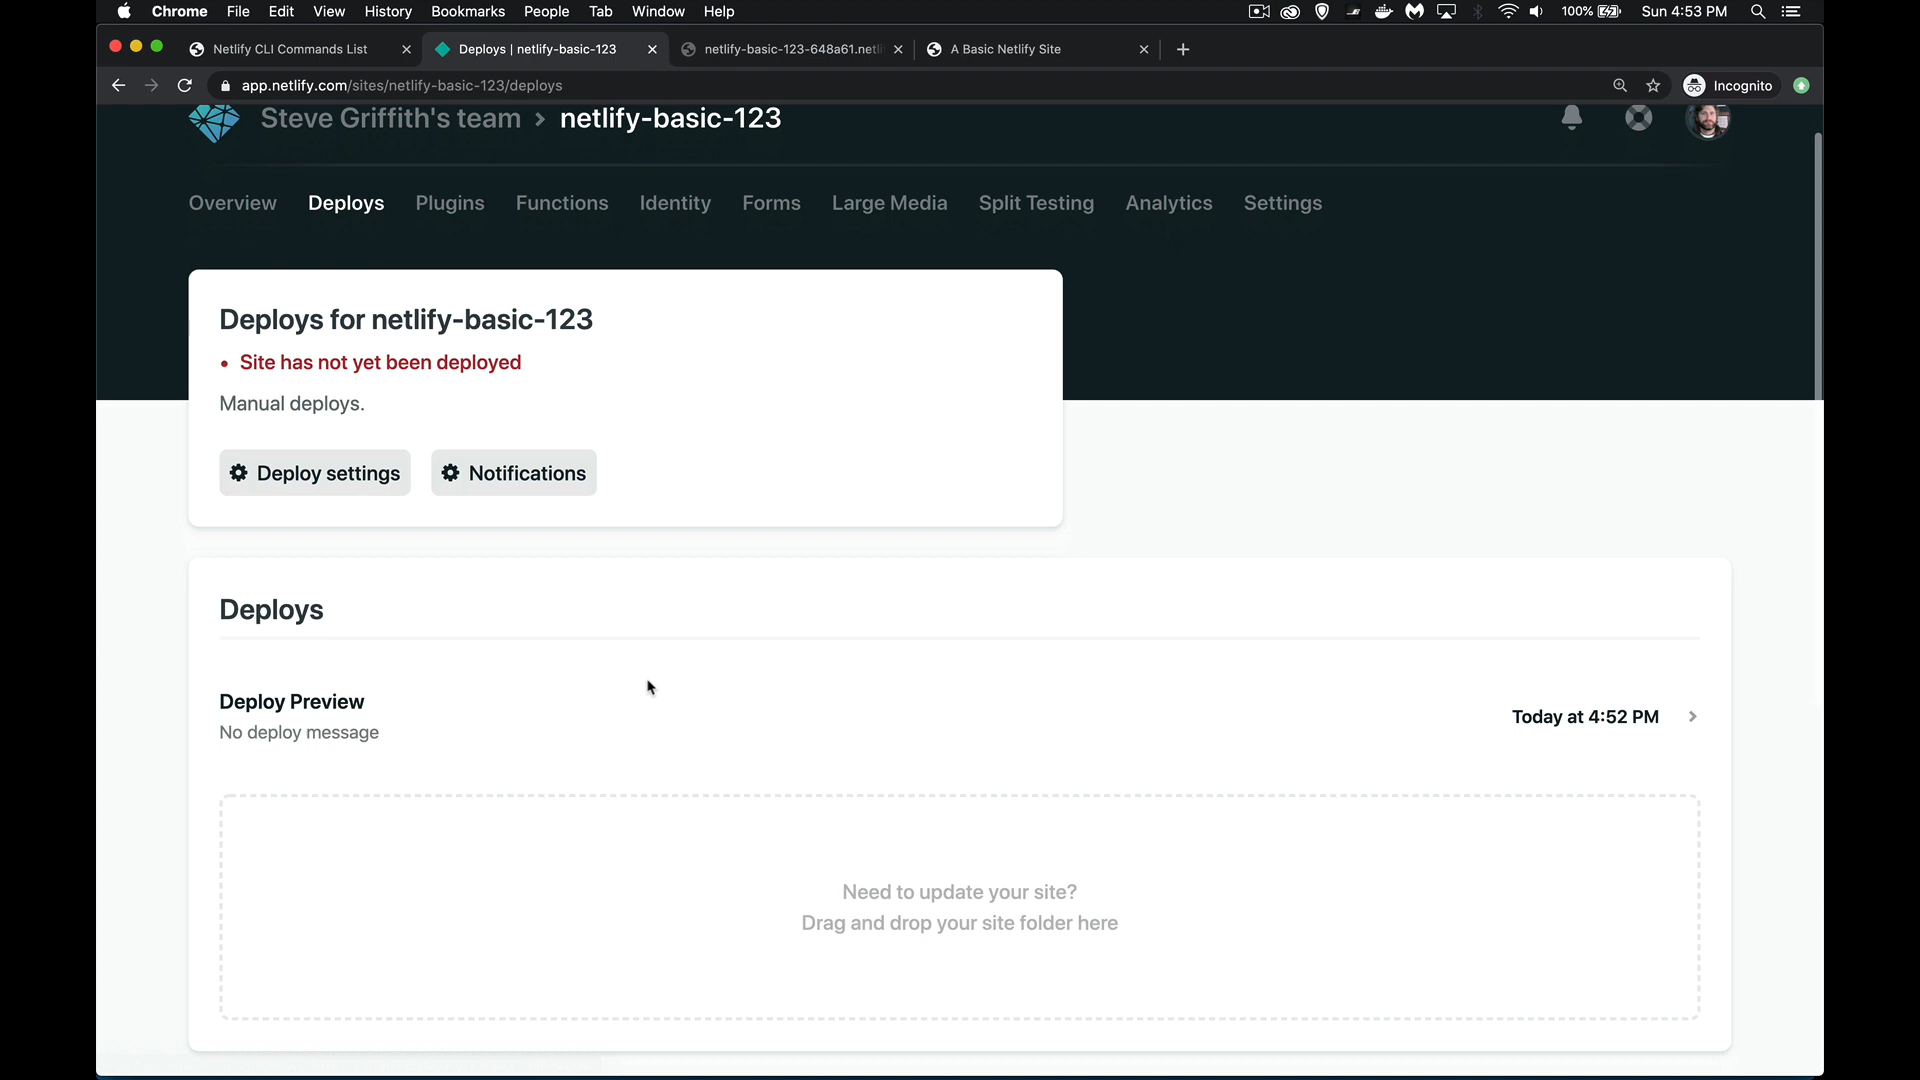 Chrome File Edit View History Bookmarks People Tab Window Help 100% Sun 4:53 PM
Netlify CLI Commands List Deploys | netlify-basic-123 netlify-basic-123-648a61.netli A Basic Netlify Site
app.netlify.com/sites/netlify-basic-123/deploys Incognito
Steve Griffith's team > netlify-basic-123
Overview Deploys Plugins Functions Identity Forms Large Media Split Testing Analytics Settings
Deploys for netlify-basic-123
• Site has not yet been deployed
Manual deploys.
Deploy settings Notifications
Deploys
Deploy Preview
No deploy message
Today at 4:52 PM
Need to update your site?
Drag and drop your site folder here